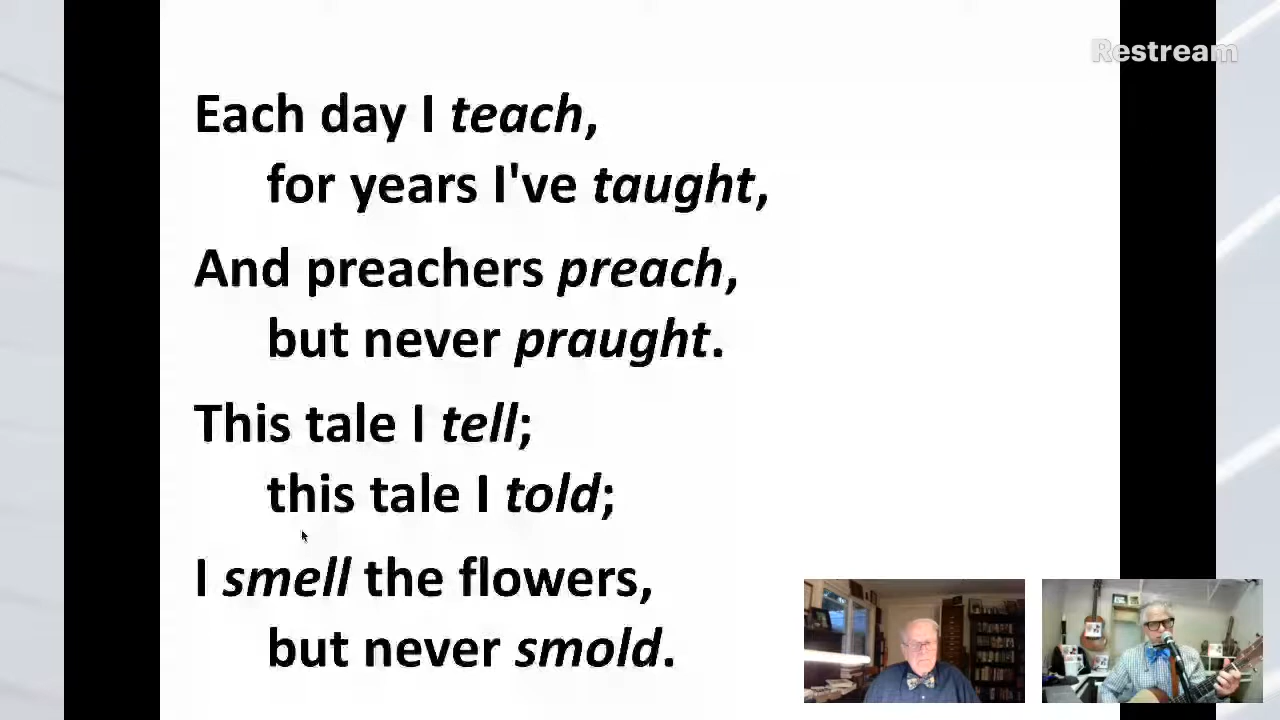 Restream
Each day I teach,
for years I've taught,
And preachers preach,
but never praught.
This tale I tell;
this tale I told;
I smell the flowers,
but never smold.